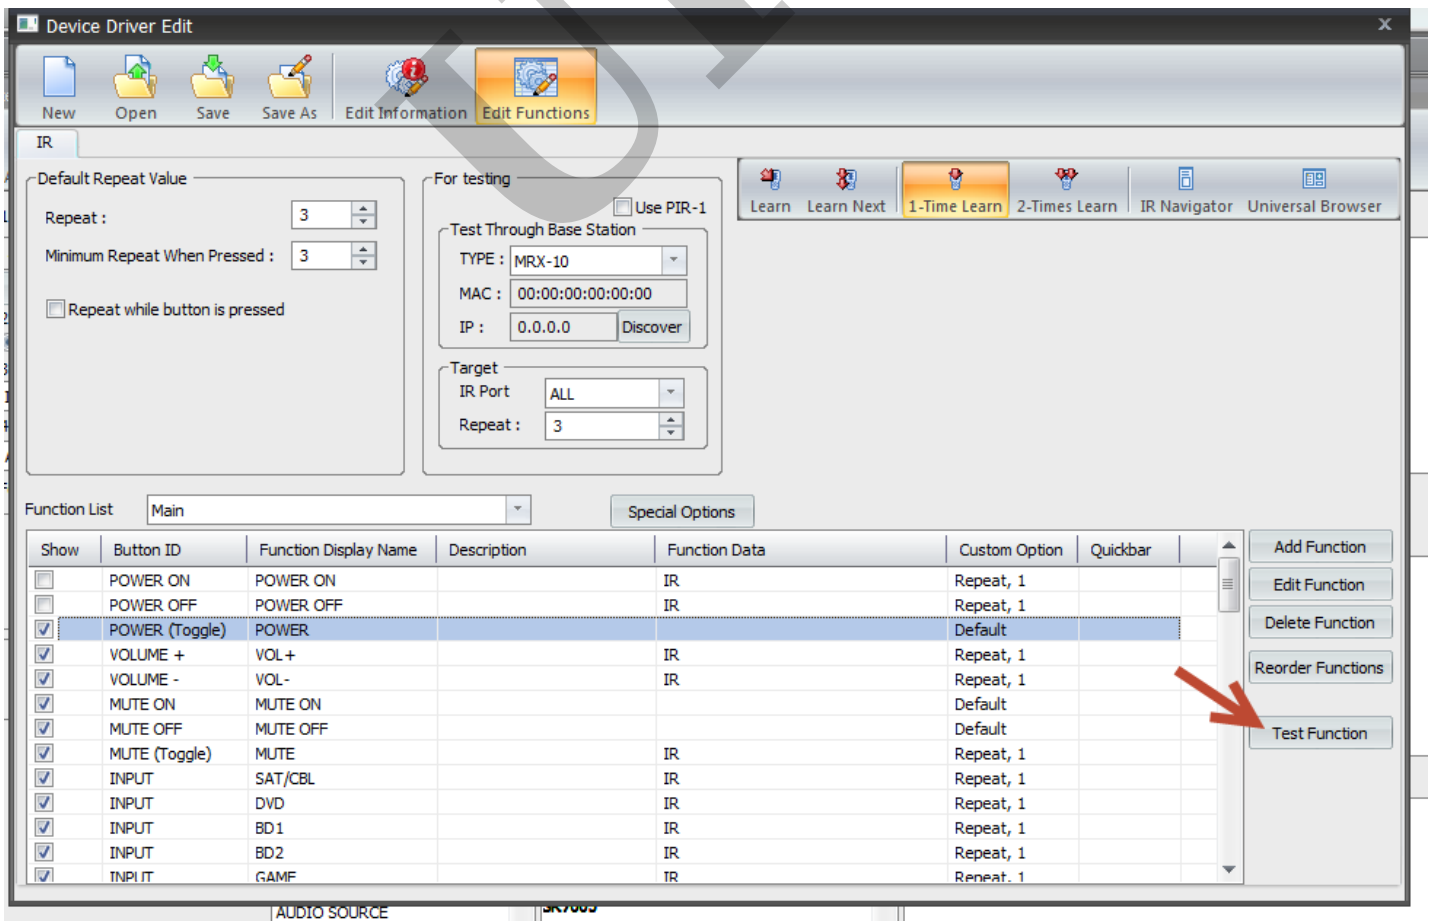 Device Driver Edit x
New Open Save Save As Edit Information Edit Functions
IR
Default Repeat Value
Repeat : 3
Minimum Repeat When Pressed : 3
Repeat while button is pressed
For testing
Use PIR-1
Test Through Base Station
TYPE : MRX-10
MAC : 00:00:00:00:00:00
IP : 0.0.0.0 Discover
Target
IR Port ALL
Repeat : 3
Learn Learn Next 1-Time Learn 2-Times Learn IR Navigator Universal Browser
Function List Main Special Options
Show Button ID Function Display Name Description Function Data Custom Option Quickbar
POWER ON POWER ON IR Repeat, 1
POWER OFF POWER OFF IR Repeat, 1
POWER (Toggle) POWER Default
VOLUME + VOL+ IR Repeat, 1
VOLUME - VOL- IR Repeat, 1
MUTE ON MUTE ON Default
MUTE OFF MUTE OFF Default
MUTE (Toggle) MUTE IR Repeat, 1
INPUT SAT/CBL IR Repeat, 1
INPUT DVD IR Repeat, 1
INPUT BD1 IR Repeat, 1
INPUT BD2 IR Repeat, 1
INPUT GAME IR Repeat, 1
Add Function
Edit Function
Delete Function
Reorder Functions
Test Function
AUDIO SOURCE SR7005